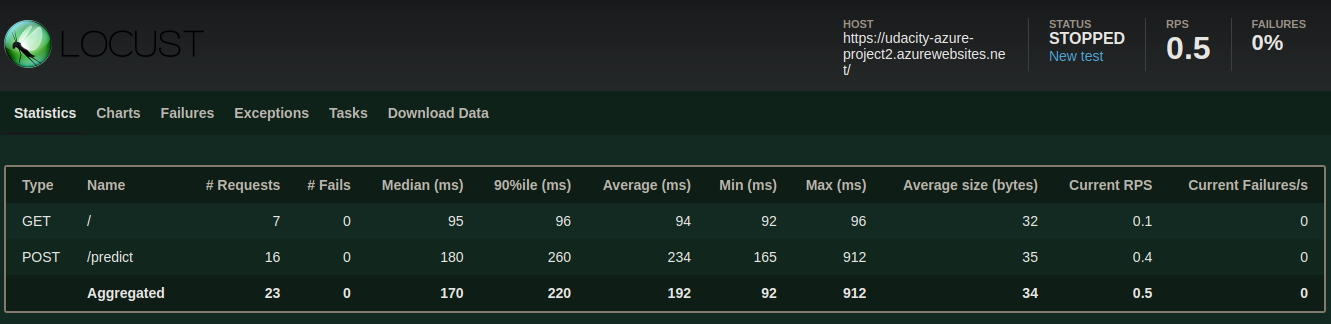 LOCUST
HOST
https://udacity-azure-
project2.azurewebsites.ne
t/
STATUS
STOPPED
New test
RPS
0.5
FAILURES
0%
Statistics Charts Failures Exceptions Tasks Download Data
Type Name # Requests # Fails Median (ms) 90%ile (ms) Average (ms) Min (ms) Max (ms) Average size (bytes) Current RPS Current Failures/s
GET / 7 0 95 96 94 92 96 32 0.1 0
POST /predict 16 0 180 260 234 165 912 35 0.4 0
Aggregated 23 0 170 220 192 92 912 34 0.5 0